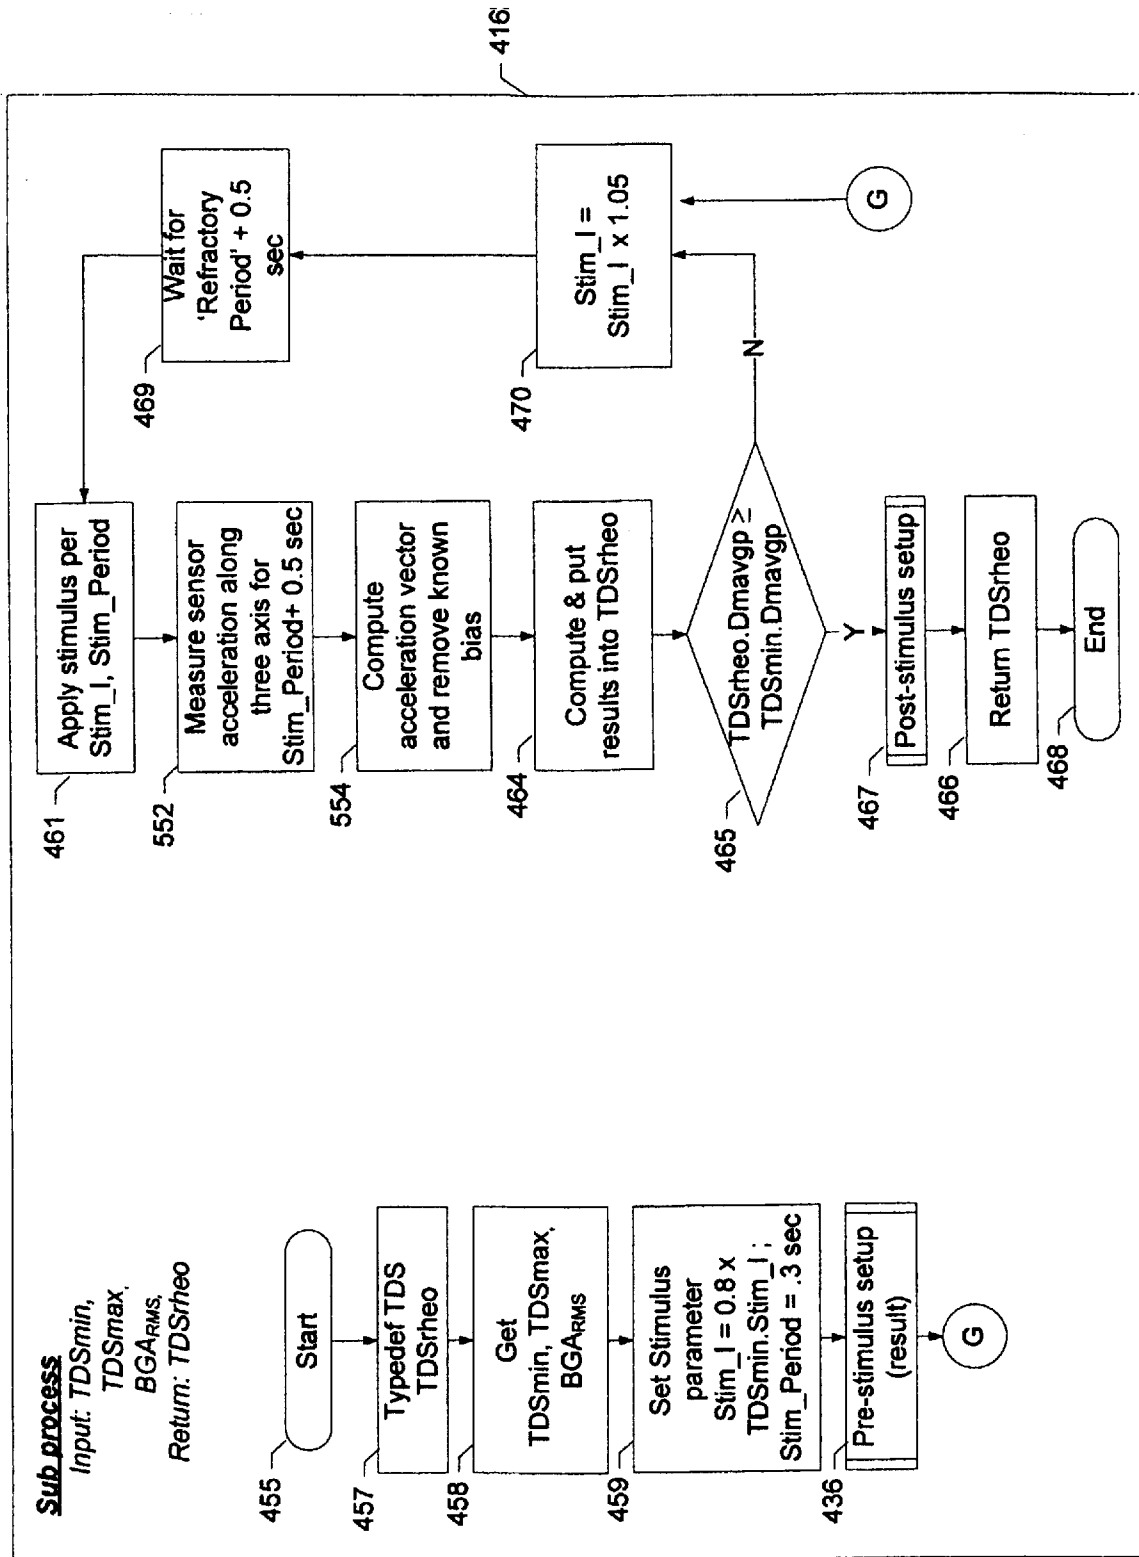 Sub process
Input: TDSmin,
TDSmax,
BGARMS,
Return: TDSrheo
455
Start
457
Typedef TDS
TDSrheo
458
Get
TDSmin, TDSmax,
BGARMS
459
Set Stimulus
parameter
Stim_I = 0.8 x
TDSmin.Stim_I ;
Stim_Period = .3 sec
436
Pre-stimulus setup
(result)
G
461
Apply stimulus per
Stim_I, Stim_Period
552
Measure sensor
acceleration along
three axis for
Stim_Period+ 0.5 sec
554
Compute
acceleration vector
and remove known
bias
464
Compute & put
results into TDSrheo
465
TDSrheo.Dmavgp ≥
TDSmin.Dmavgp
N
Y
467
Post-stimulus setup
466
Return TDSrheo
468
End
469
Wait for
'Refractory
Period' + 0.5
sec
470
Stim_I =
Stim_I x 1.05
G
416